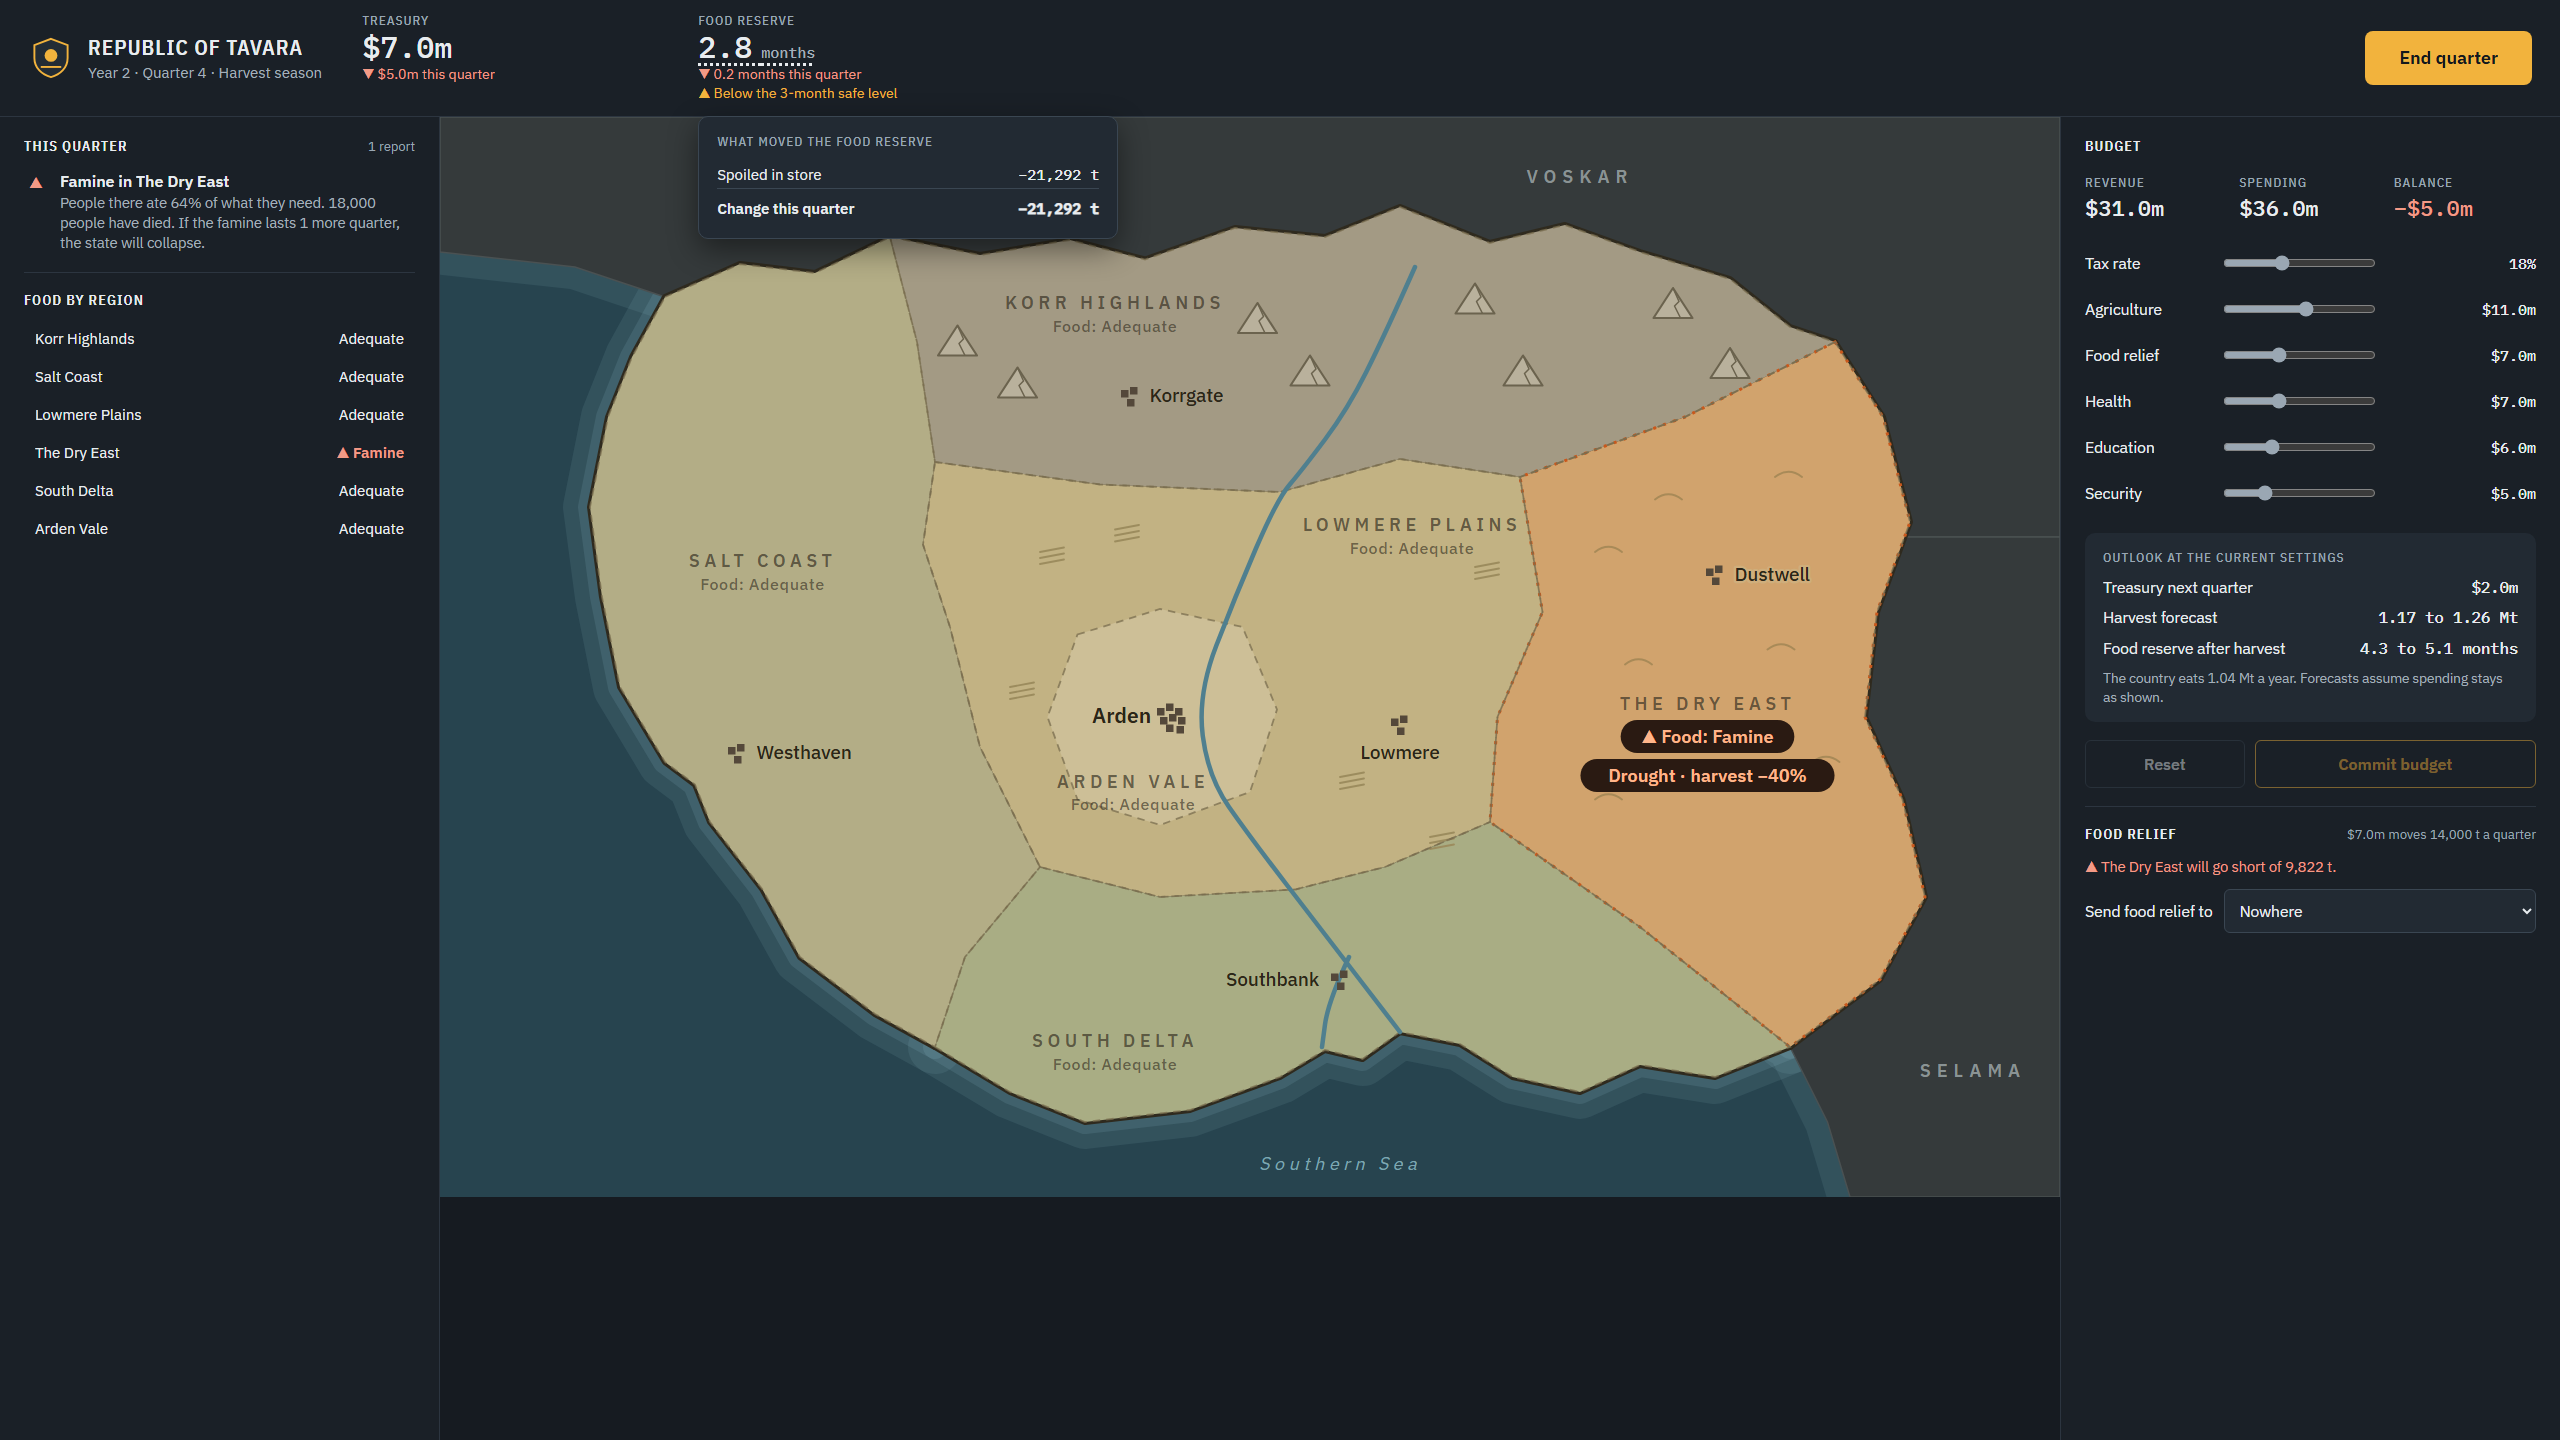 REPUBLIC OF TAVARA
Year 2 · Quarter 4 · Harvest season
TREASURY
$7.0m
▼ $5.0m this quarter
FOOD RESERVE
2.8 months
▼ 0.2 months this quarter
▲ Below the 3-month safe level
End quarter
THIS QUARTER
1 report
▲ Famine in The Dry East
People there ate 64% of what they need. 18,000
people have died. If the famine lasts 1 more quarter,
the state will collapse.
FOOD BY REGION
Korr Highlands Adequate
Salt Coast Adequate
Lowmere Plains Adequate
The Dry East ▲ Famine
South Delta Adequate
Arden Vale Adequate
WHAT MOVED THE FOOD RESERVE
Spoiled in store −21,292 t
Change this quarter −21,292 t
VOSKAR
KORR HIGHLANDS
Food: Adequate
Korrgate
LOWMERE PLAINS
Food: Adequate
SALT COAST
Food: Adequate
Dustwell
THE DRY EAST
▲ Food: Famine
Drought · harvest −40%
Arden
Westhaven
Lowmere
ARDEN VALE
Food: Adequate
Southbank
SOUTH DELTA
Food: Adequate
SELAMA
Southern Sea
BUDGET
REVENUE
$31.0m
SPENDING
$36.0m
BALANCE
−$5.0m
Tax rate 18%
Agriculture $11.0m
Food relief $7.0m
Health $7.0m
Education $6.0m
Security $5.0m
OUTLOOK AT THE CURRENT SETTINGS
Treasury next quarter $2.0m
Harvest forecast 1.17 to 1.26 Mt
Food reserve after harvest 4.3 to 5.1 months
The country eats 1.04 Mt a year. Forecasts assume spending stays
as shown.
Reset
Commit budget
FOOD RELIEF
$7.0m moves 14,000 t a quarter
▲ The Dry East will go short of 9,822 t.
Send food relief to Nowhere